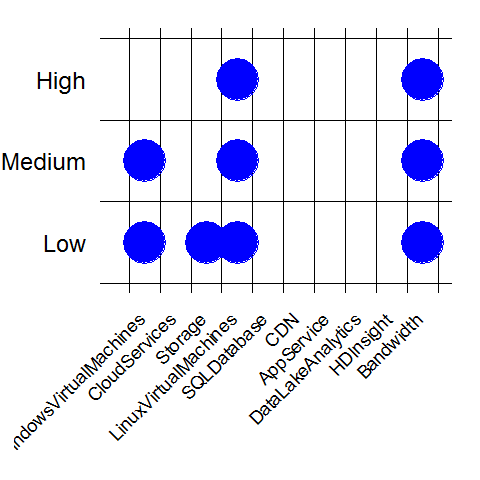 High
Medium
Low
ndowsVirtualMachines
CloudServices
Storage
LinuxVirtualMachines
SQLDatabase
CDN
AppService
DataLakeAnalytics
HDInsight
Bandwidth